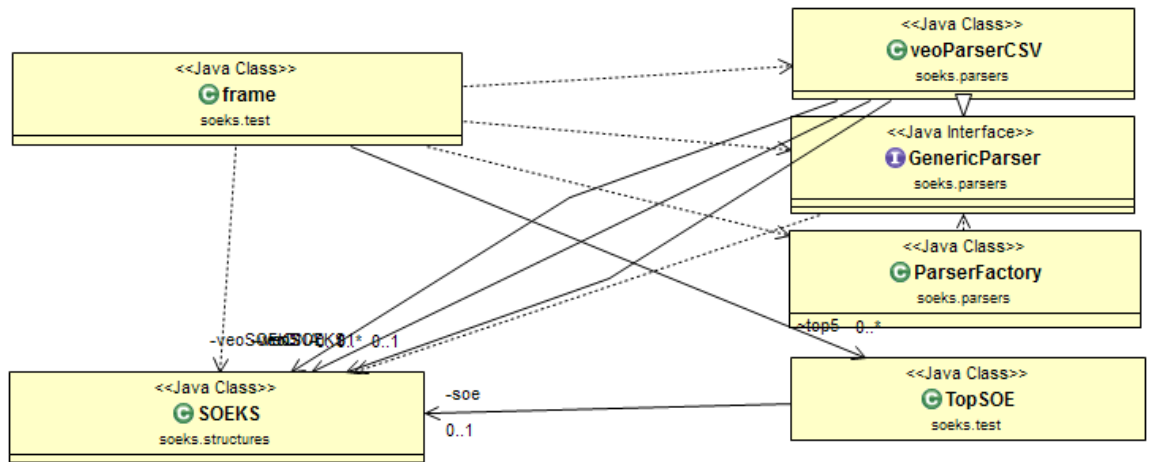 <<Java Class>>
veoParserCSV
soeks.parsers
<<Java Class>>
frame
soeks.test
<<Java Interface>>
GenericParser
soeks.parsers
<<Java Class>>
ParserFactory
soeks.parsers
~top5 0..*
0..1
<<Java Class>>
SOEKS
soeks.structures
-soe
0..1
<<Java Class>>
TopSOE
soeks.test